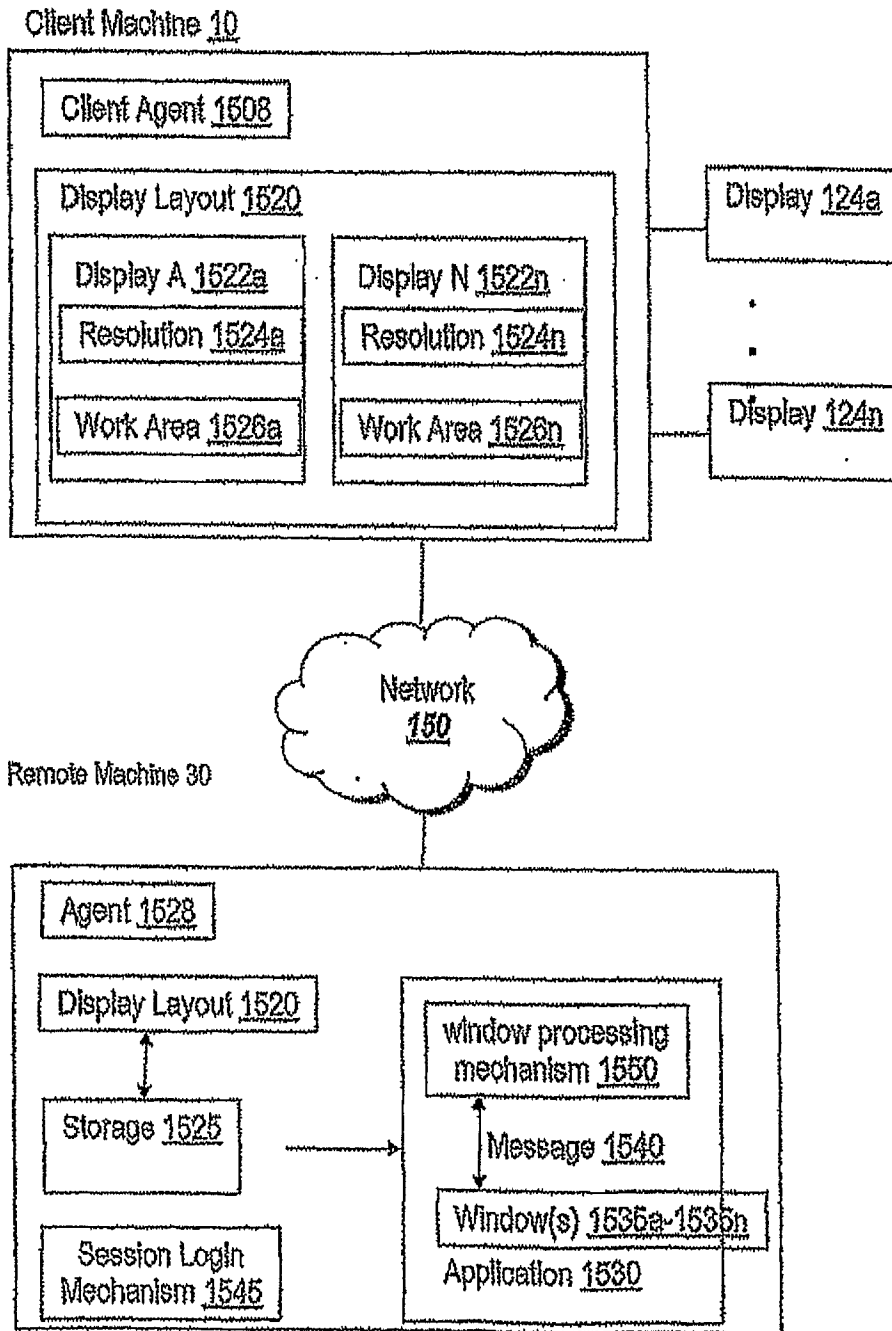 Client Machine 10
Client Agent 1508
Display Layout 1520
Display A 1522a
Resolution 1524a
Work Area 1526a
Display N 1522n
Resolution 1524n
Work Area 1526n
Display 124a
Display 124n
Network
150
Remote Machine 30
Agent 1528
Display Layout 1520
Storage 1525
Session Login
Mechanism 1545
window processing
mechanism 1550
Message 1540
Window(s) 1535a-1535n
Application 1530